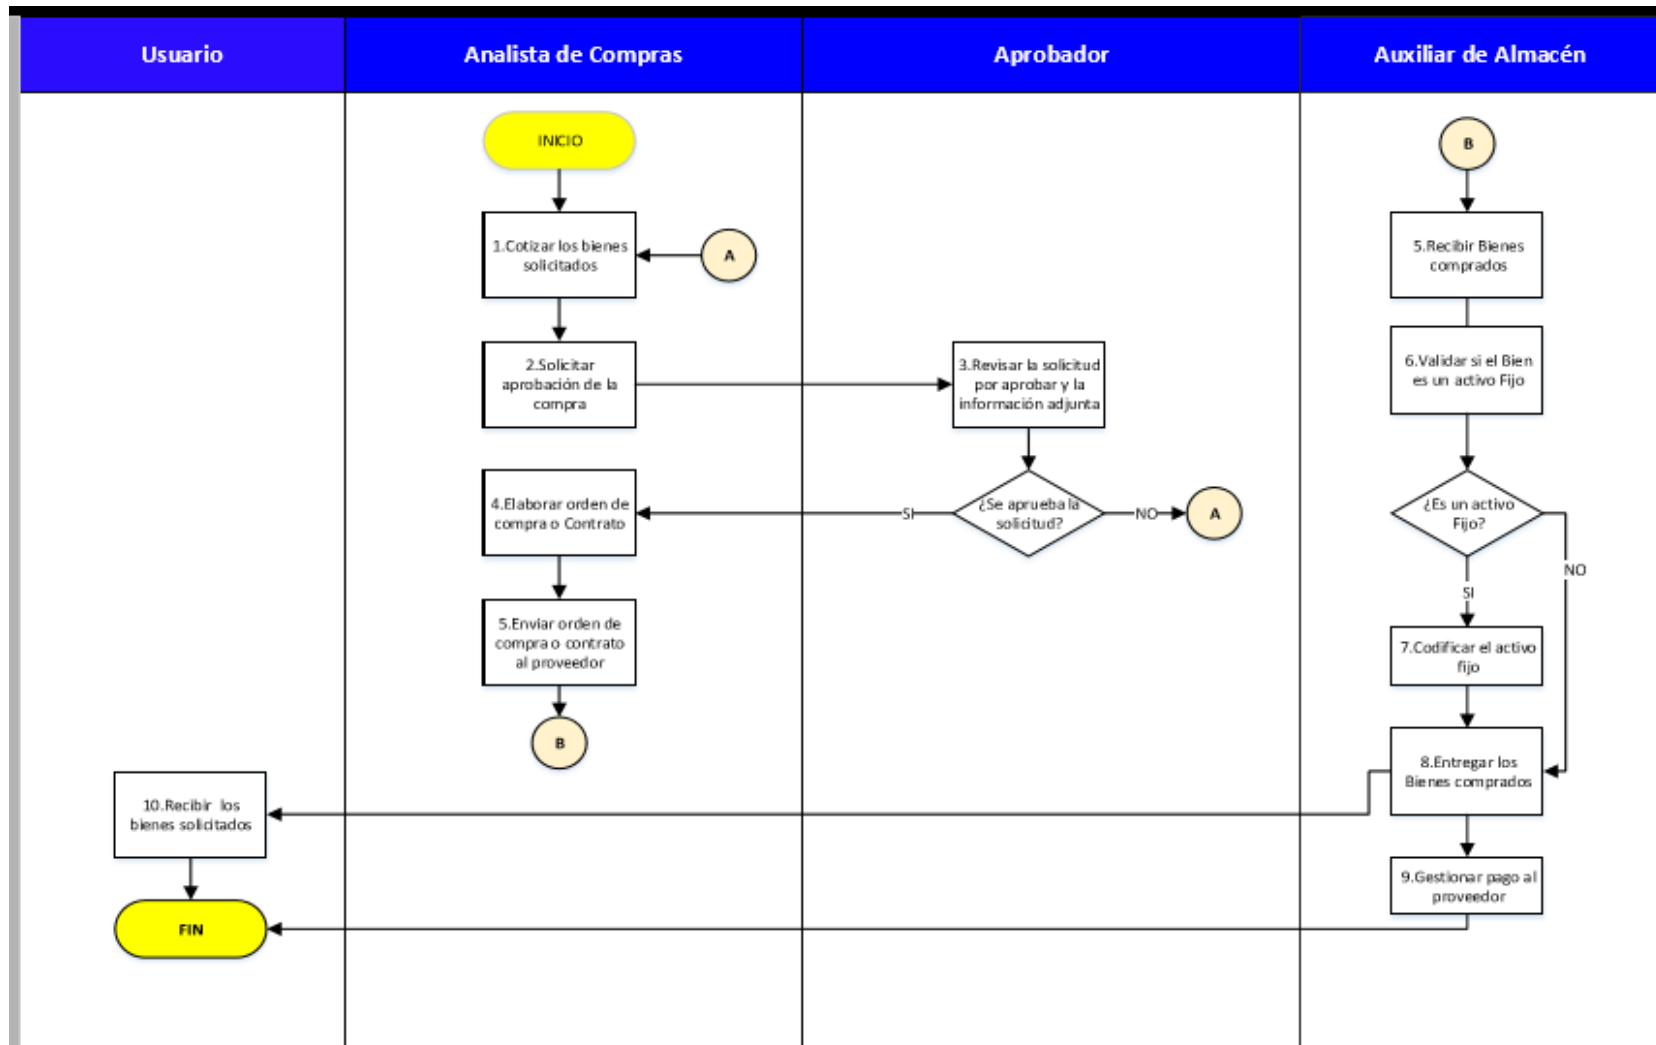 Usuario
Analista de Compras
Aprobador
Auxiliar de Almacén
INICIO
B
1.Cotizar los bienes
solicitados
A
5.Recibir Bienes
comprados
2.Solicitar
aprobación de la
compra
3.Revisar la solicitud
por aprobar y la
información adjunta
6.Validar si el Bien
es un activo Fijo
4.Elaborar orden de
compra o Contrato
SI
¿Se aprueba la
solicitud?
NO
A
¿Es un activo
Fijo?
NO
SI
5.Enviar orden de
compra o contrato
al proveedor
7.Codificar el activo
fijo
B
8.Entregar los
Bienes comprados
10.Recibir los
bienes solicitados
9.Gestionar pago al
proveedor
FIN